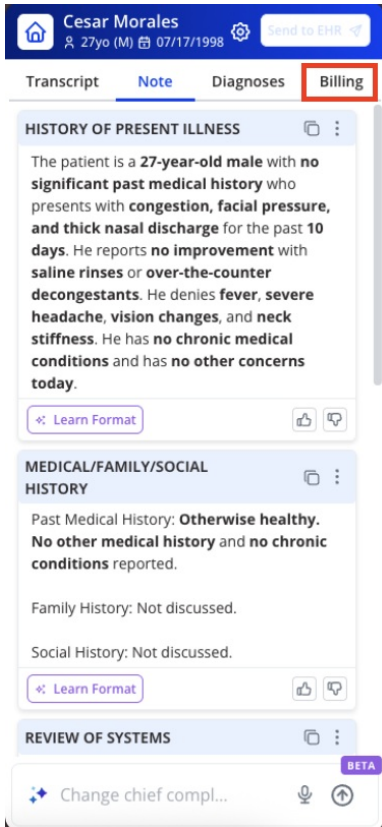 Cesar Morales
27yo (M) 07/17/1998
Send to EHR
Transcript Note Diagnoses Billing
HISTORY OF PRESENT ILLNESS
The patient is a 27-year-old male with no
significant past medical history who
presents with congestion, facial pressure,
and thick nasal discharge for the past 10
days. He reports no improvement with
saline rinses or over-the-counter
decongestants. He denies fever, severe
headache, vision changes, and neck
stiffness. He has no chronic medical
conditions and has no other concerns
today.
Learn Format
MEDICAL/FAMILY/SOCIAL
HISTORY
Past Medical History: Otherwise healthy.
No other medical history and no chronic
conditions reported.
Family History: Not discussed.
Social History: Not discussed.
Learn Format
REVIEW OF SYSTEMS
BETA
Change chief compl...